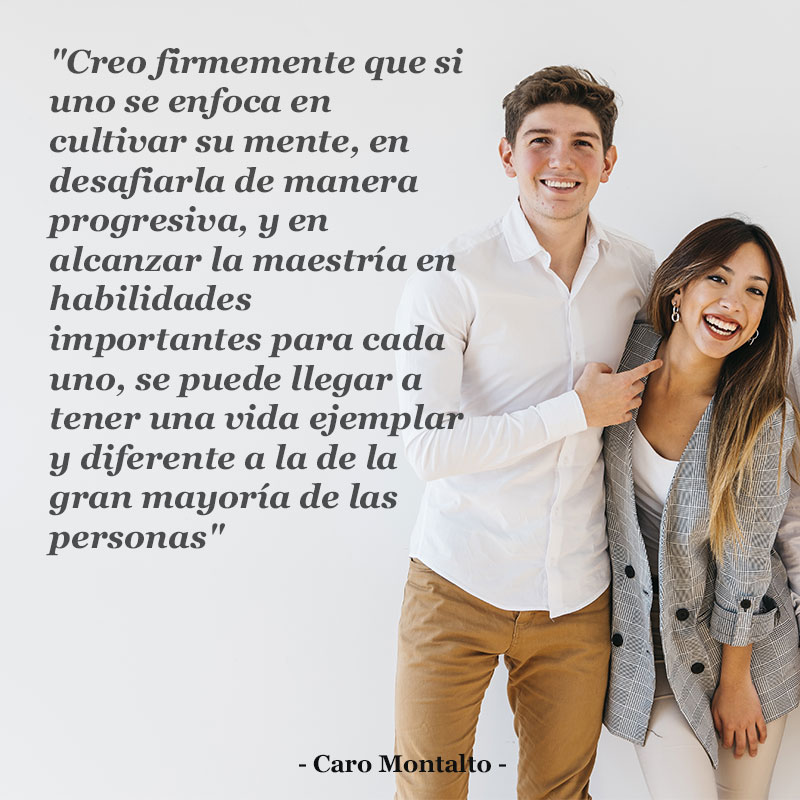 "Creo firmemente que si
uno se enfoca en
cultivar su mente, en
desafiarla de manera
progresiva, y en
alcanzar la maestría en
habilidades
importantes para cada
uno, se puede llegar a
tener una vida ejemplar
y diferente a la de la
gran mayoría de las
personas"
- Caro Montalto -